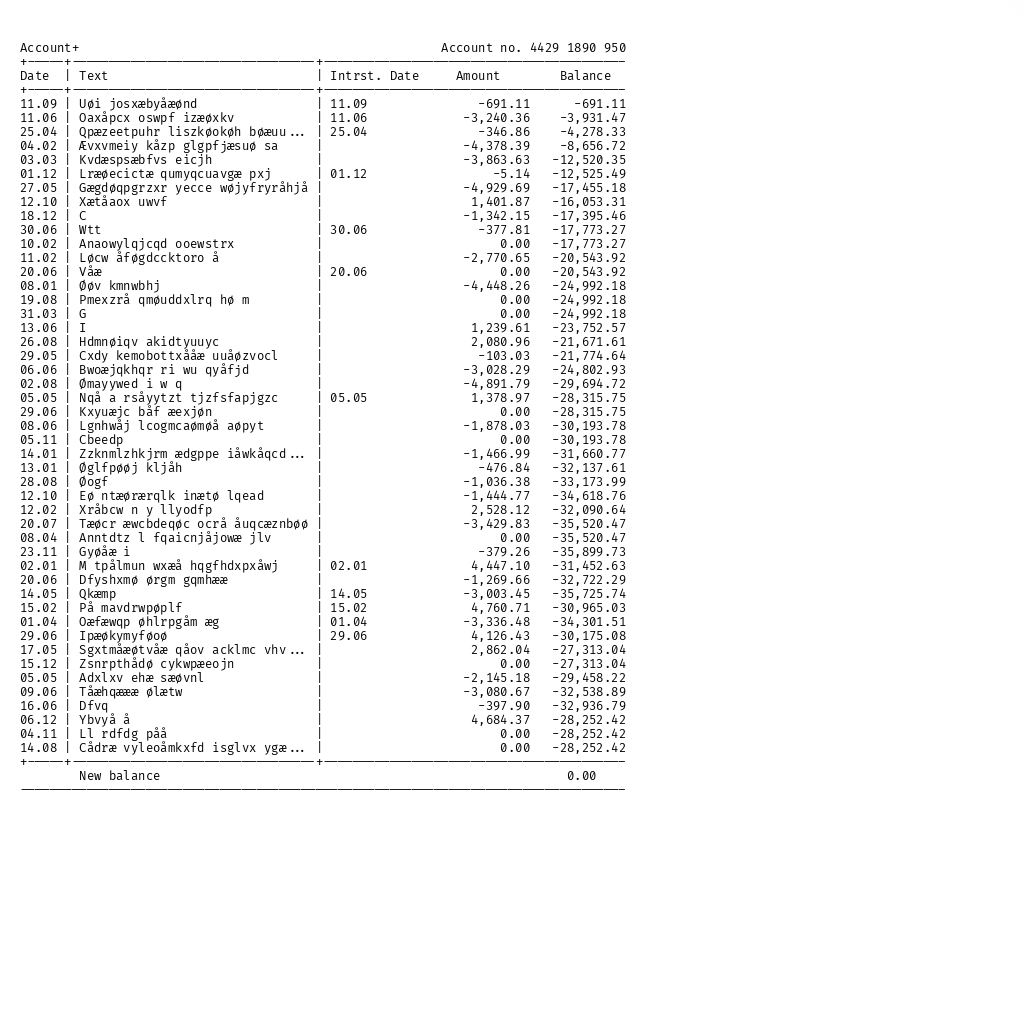 Account+ Account no. 4429 1890 950
Date | Text | Intrst. Date Amount Balance
11.09 | Uøi josxæbyåæønd | 11.09 -691.11 -691.11
11.06 | Oaxåpcx oswpf izæøxkv | 11.06 -3,240.36 -3,931.47
25.04 | Qpæzeetpuhr liszkøokøh bøæuu... | 25.04 -346.86 -4,278.33
04.02 | Ævxvmeiy kåzp glgpfjæsuø sa | -4,378.39 -8,656.72
03.03 | Kvdæspsæbfvs eicjh | -3,863.63 -12,520.35
01.12 | Lræøecictæ qumyqcuavgæ pxj | 01.12 -5.14 -12,525.49
27.05 | Gægdøqpgrzxr yecce wøjyfryråhjå | -4,929.69 -17,455.18
12.10 | Xætåaox uwvf | 1,401.87 -16,053.31
18.12 | C | -1,342.15 -17,395.46
30.06 | Wtt | 30.06 -377.81 -17,773.27
10.02 | Anaowylqjcqd ooewstrx | 0.00 -17,773.27
11.02 | Løcw åføgdccktoro å | -2,770.65 -20,543.92
20.06 | Våæ | 20.06 0.00 -20,543.92
08.01 | Øøv kmnwbhj | -4,448.26 -24,992.18
19.08 | Pmexzrå qmøuddxlrq hø m | 0.00 -24,992.18
31.03 | G | 0.00 -24,992.18
13.06 | I | 1,239.61 -23,752.57
26.08 | Hdmnøiqv akidtyuuyc | 2,080.96 -21,671.61
29.05 | Cxdy kemobottxååæ uuåøzvocl | -103.03 -21,774.64
06.06 | Bwoæjqkhqr ri wu qyåfjd | -3,028.29 -24,802.93
02.08 | Ømayywed i w q | -4,891.79 -29,694.72
05.05 | Nqå a rsåyytzt tjzfsfapjgzc | 05.05 1,378.97 -28,315.75
29.06 | Kxyuæjc båf æexjøn | 0.00 -28,315.75
08.06 | Lgnhwåj lcogmcaømøå aøpyt | -1,878.03 -30,193.78
05.11 | Cbeedp | 0.00 -30,193.78
14.01 | Zzknmlzhkjrm ædgppe iåwkåqcd... | -1,466.99 -31,660.77
13.01 | Øglfpøøj kljåh | -476.84 -32,137.61
28.08 | Øogf | -1,036.38 -33,173.99
12.10 | Eø ntæørærqlk inætø lqead | -1,444.77 -34,618.76
12.02 | Xråbcw n y llyodfp | 2,528.12 -32,090.64
20.07 | Tæøcr æwcbdeqøc ocrå åuqcæznbøø | -3,429.83 -35,520.47
08.04 | Anntdtz l fqaicnjåjowæ jlv | 0.00 -35,520.47
23.11 | Gyøåæ i | -379.26 -35,899.73
02.01 | M tpålmun wxæå hqgfhdxpxåwj | 02.01 4,447.10 -31,452.63
20.06 | Dfyshxmø ørgm gqmhææ | -1,269.66 -32,722.29
14.05 | Qkæmp | 14.05 -3,003.45 -35,725.74
15.02 | På mavdrwpøplf | 15.02 4,760.71 -30,965.03
01.04 | Oæfæwqp øhlrpgåm æg | 01.04 -3,336.48 -34,301.51
29.06 | Ipæøkymyføoø | 29.06 4,126.43 -30,175.08
17.05 | Sgxtmåæøtvåæ qåov acklmc vhv... | 2,862.04 -27,313.04
15.12 | Zsnrpthådø cykwpæeojn | 0.00 -27,313.04
05.05 | Adxlxv ehæ sæøvnl | -2,145.18 -29,458.22
09.06 | Tåæhqæææ ølætw | -3,080.67 -32,538.89
16.06 | Dfvq | -397.90 -32,936.79
06.12 | Ybvyå å | 4,684.37 -28,252.42
04.11 | Ll rdfdg påå | 0.00 -28,252.42
14.08 | Cådræ vyleoåmkxfd isglvx ygæ... | 0.00 -28,252.42
New balance 0.00